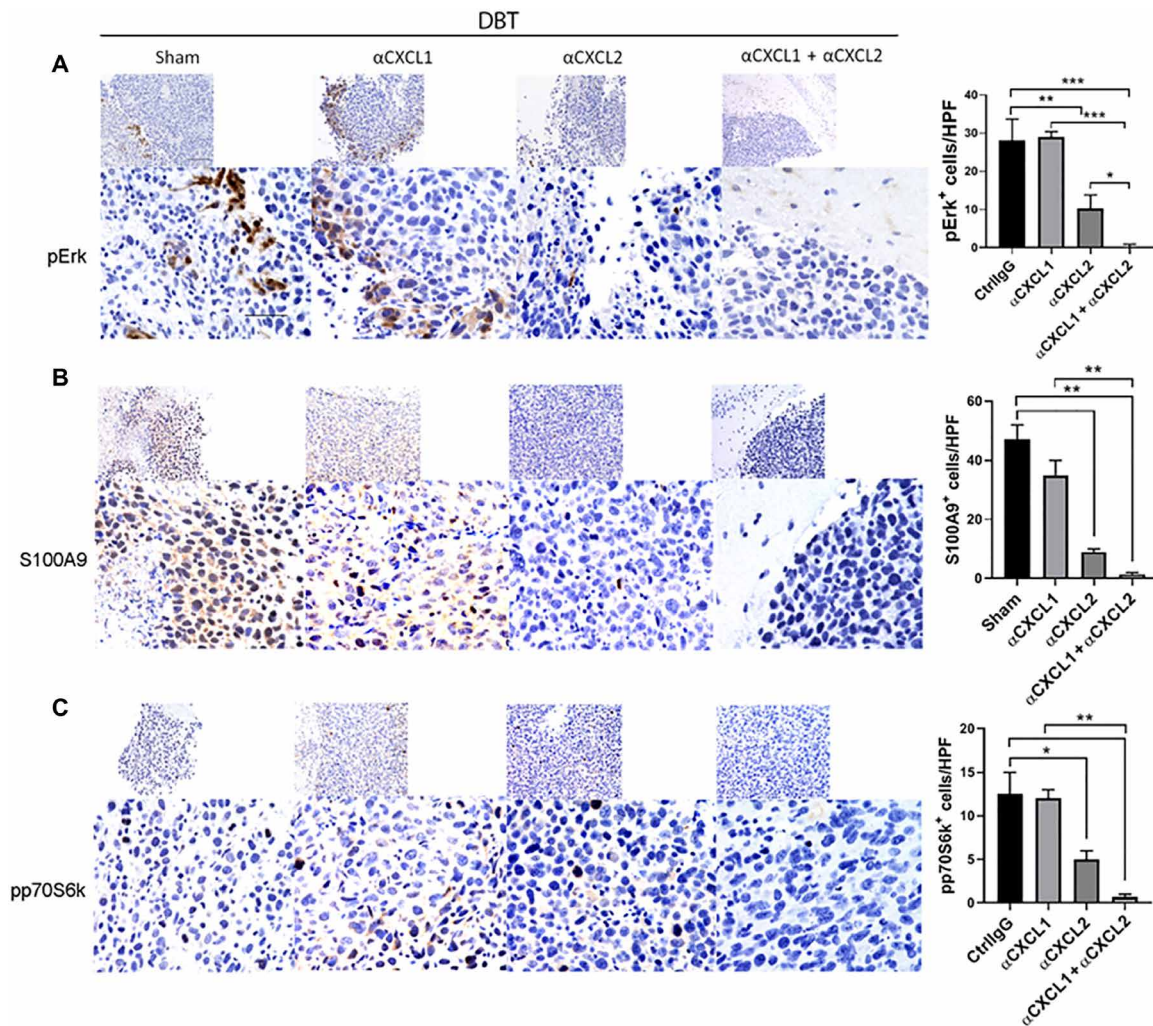 DBT
A
Sham
αCXCL1
αCXCL2
αCXCL1 + αCXCL2
pErk
pErk⁺ cells/HPF
40
30
20
10
0
***
**
***
*
CtrlIgG
αCXCL1
αCXCL2
αCXCL1 + αCXCL2
B
S100A9
S100A9⁺ cells/HPF
60
40
20
0
**
**
Sham
αCXCL1
αCXCL2
αCXCL1 + αCXCL2
C
pp70S6k
pp70S6k⁺ cells/HPF
20
15
10
5
0
**
*
CtrlIgG
αCXCL1
αCXCL2
αCXCL1 + αCXCL2